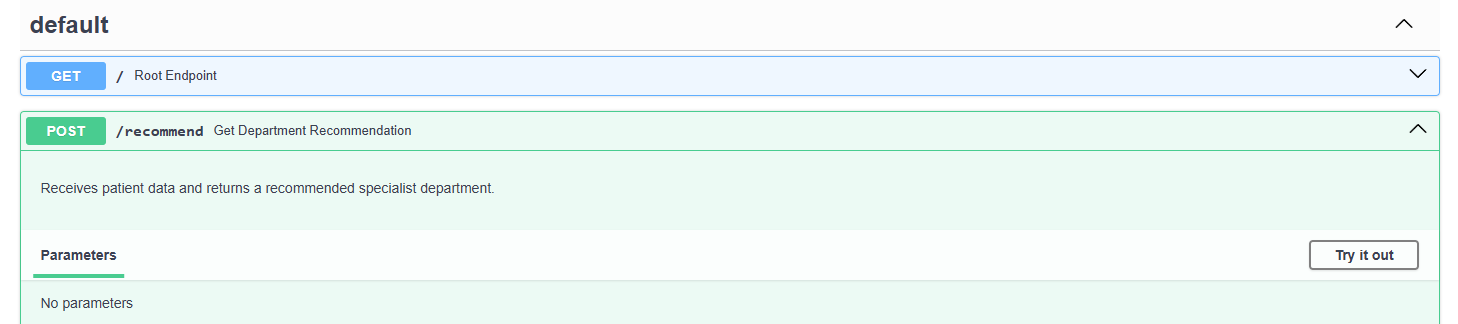 default
GET / Root Endpoint
POST /recommend Get Department Recommendation
Receives patient data and returns a recommended specialist department.
Parameters Try it out
No parameters